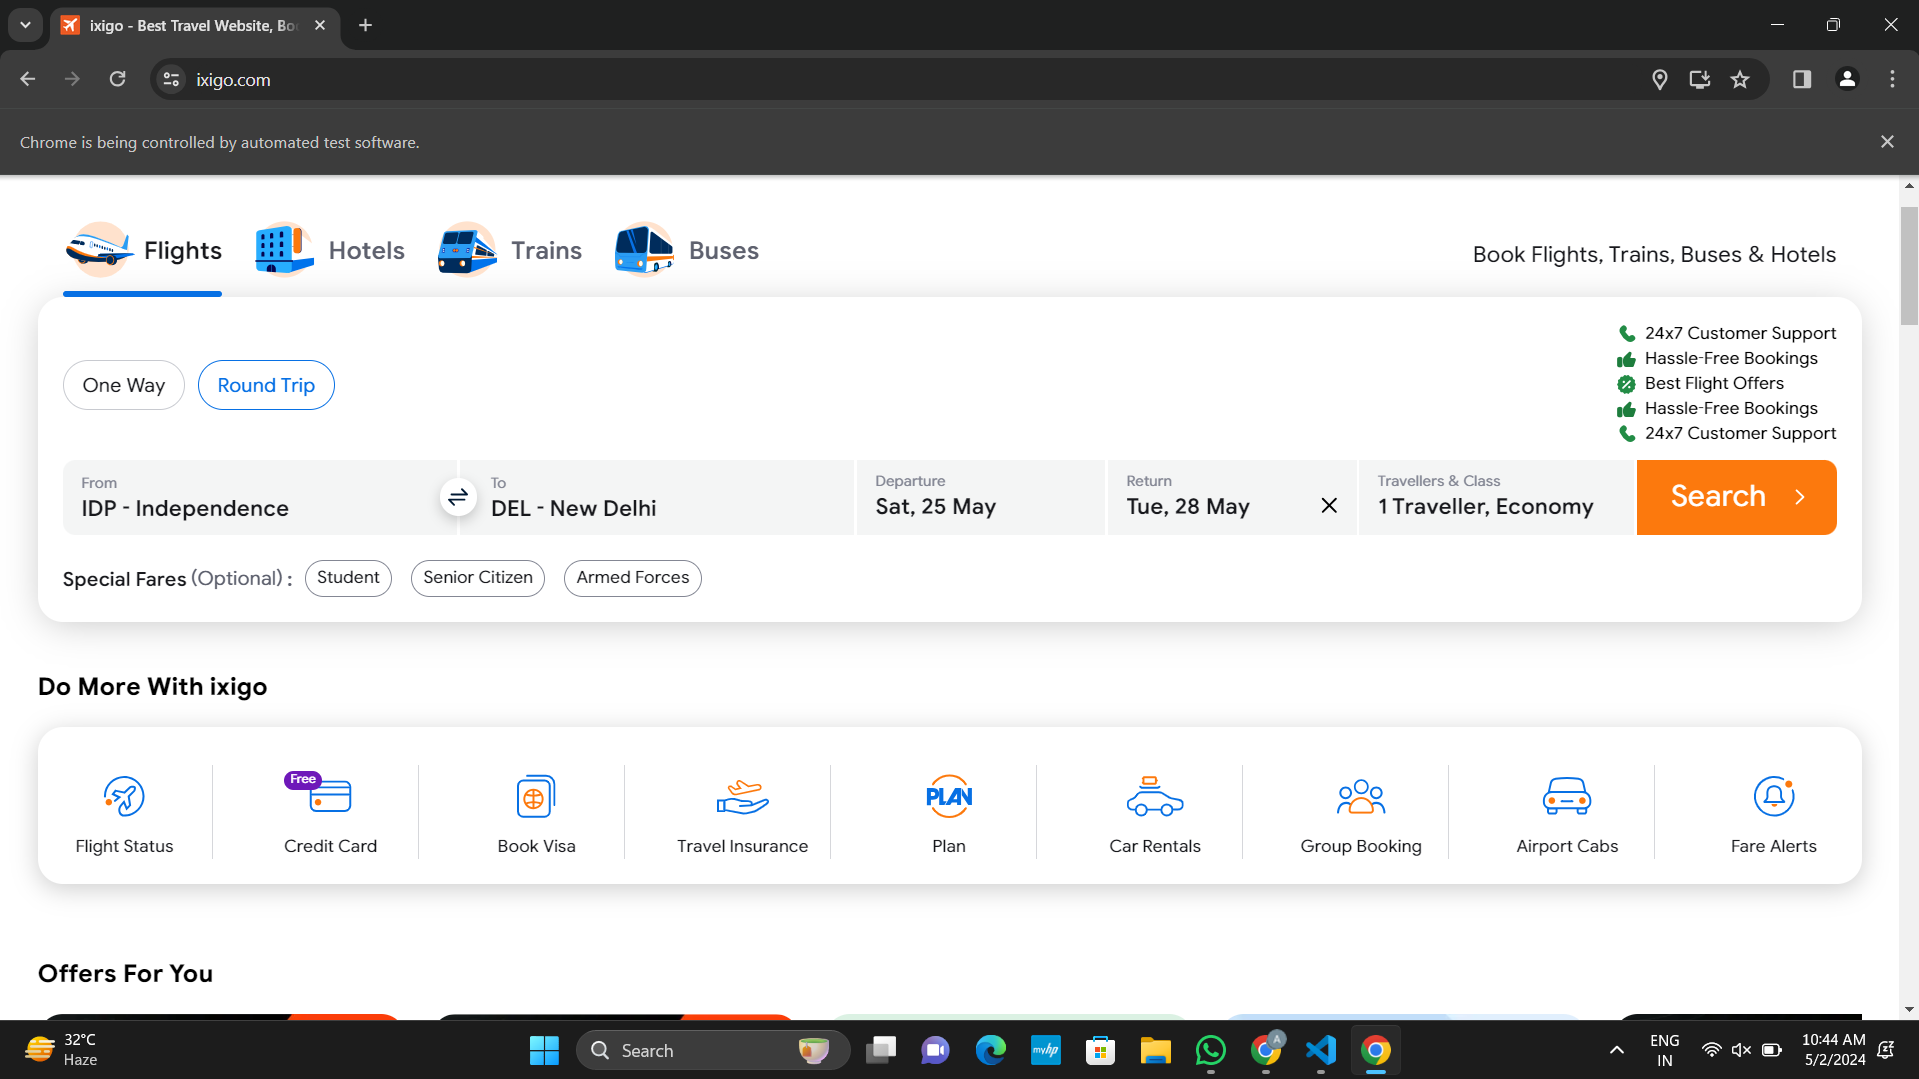 ixigo - Best Travel Website, Boo
ixigo.com
Chrome is being controlled by automated test software.
Flights
Hotels
Trains
Buses
Book Flights, Trains, Buses & Hotels
24x7 Customer Support
Hassle-Free Bookings
Best Flight Offers
Hassle-Free Bookings
24x7 Customer Support
One Way
Round Trip
From
IDP - Independence
To
DEL - New Delhi
Departure
Sat, 25 May
Return
Tue, 28 May
Travellers & Class
1 Traveller, Economy
Search
Special Fares (Optional) :
Student
Senior Citizen
Armed Forces
Do More With ixigo
Flight Status
Free
Credit Card
Book Visa
Travel Insurance
PLAN
Plan
Car Rentals
Group Booking
Airport Cabs
Fare Alerts
Offers For You
32°C
Haze
Search
myhp
A
ENG
IN
10:44 AM
5/2/2024